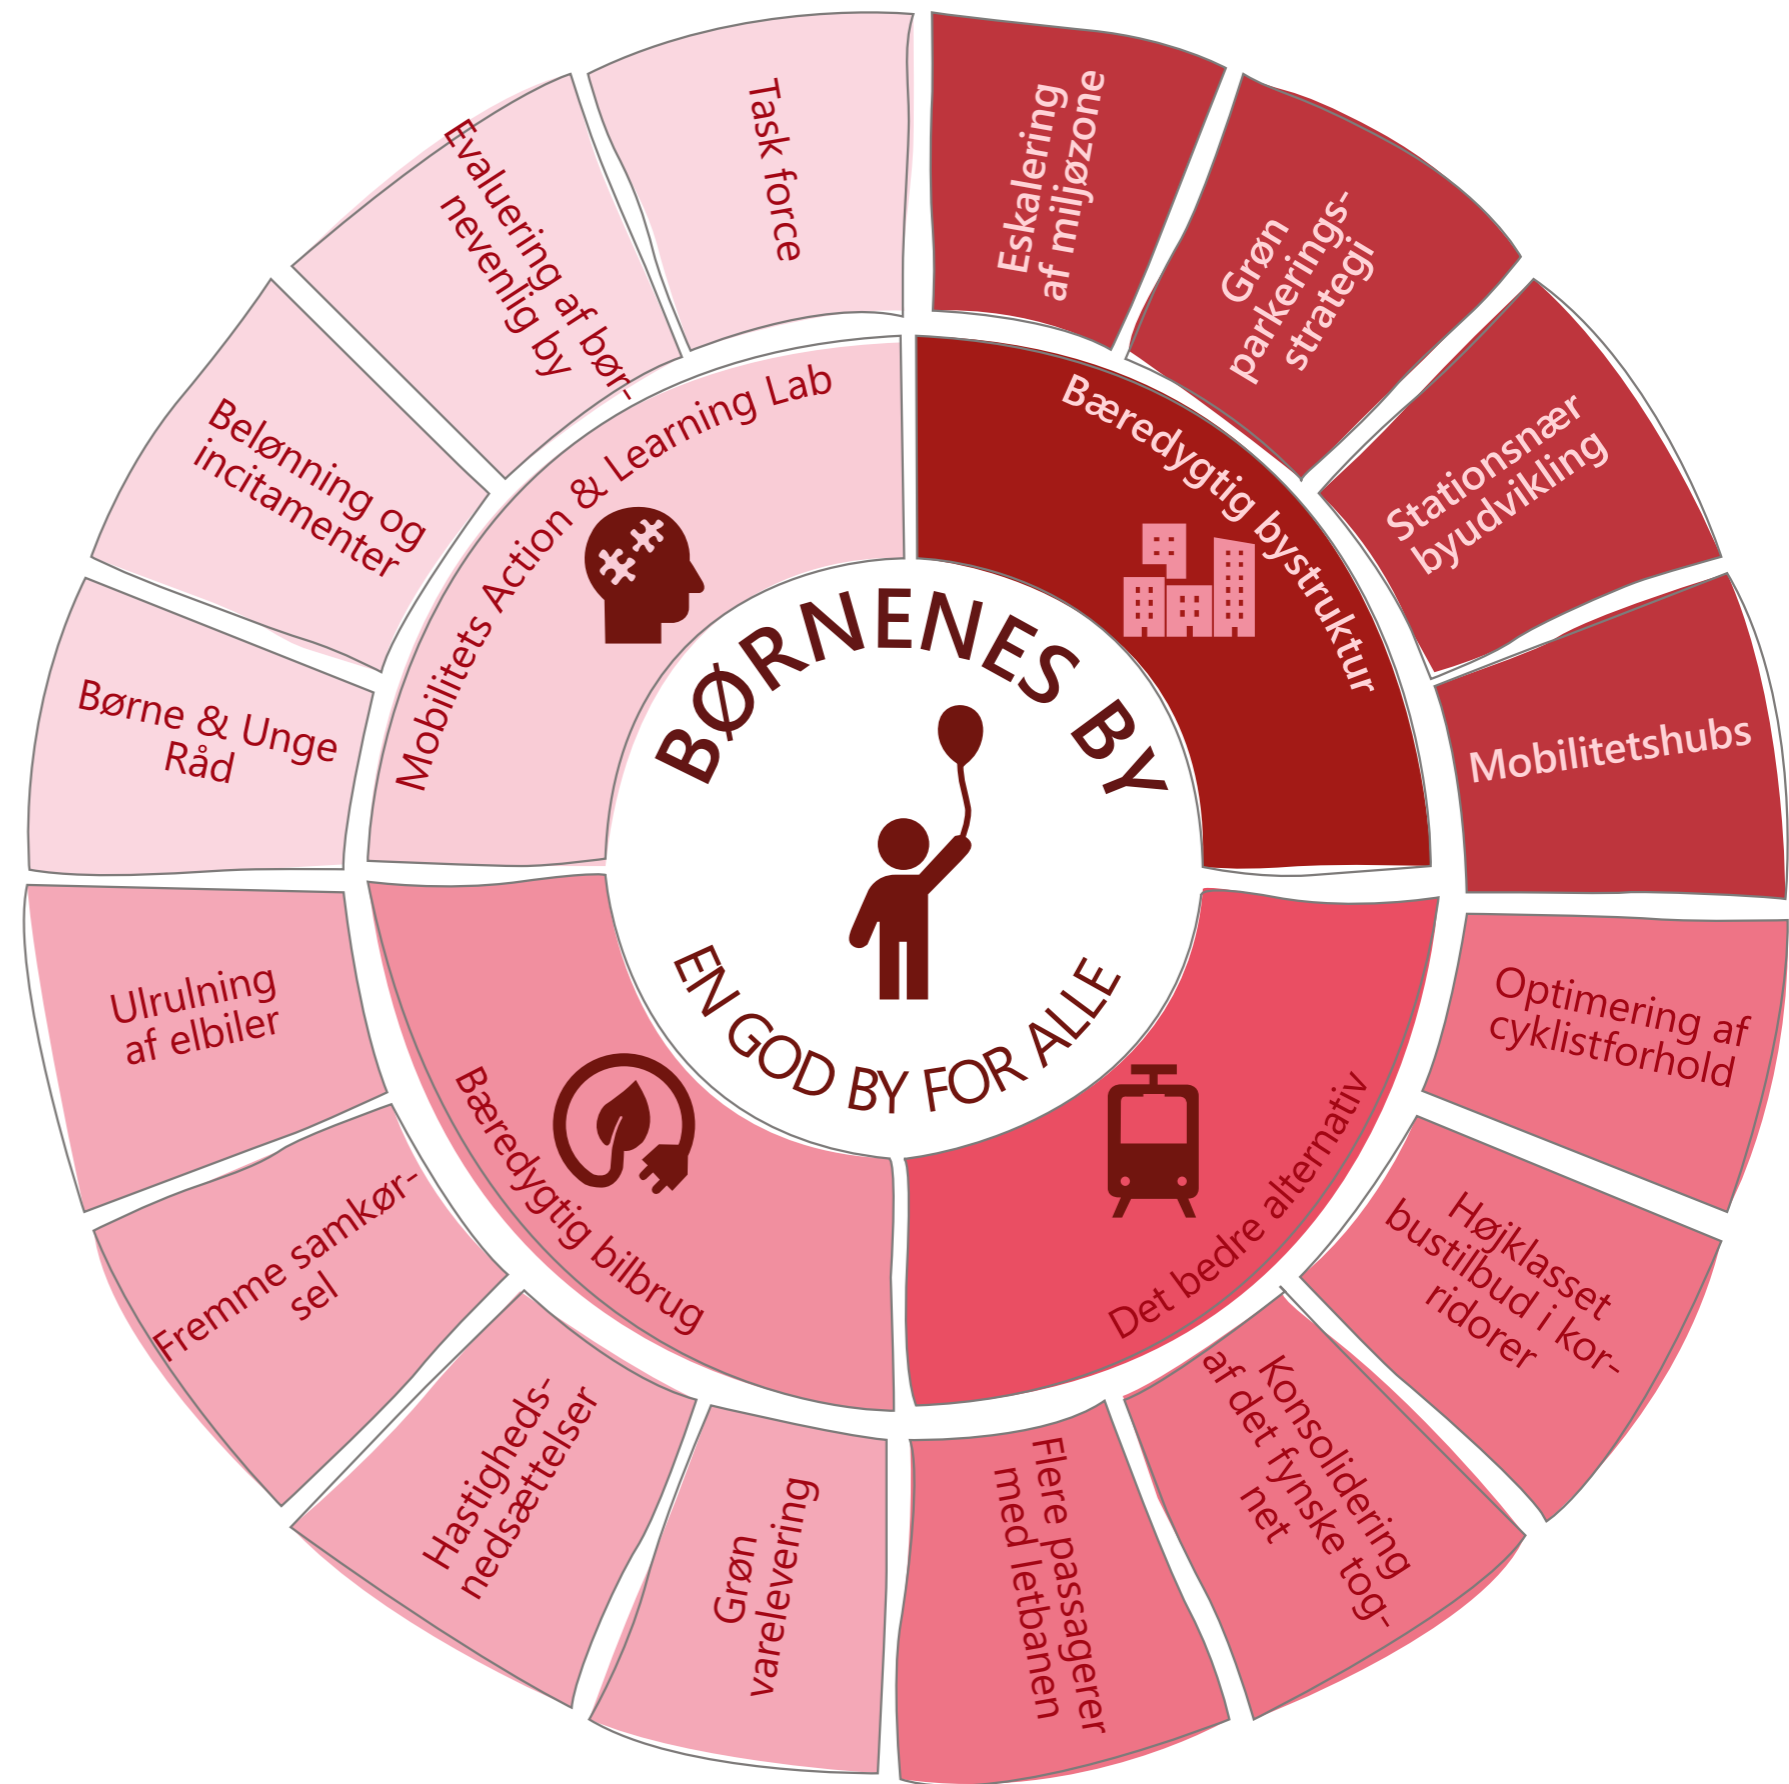 BØRNENES BY
EN GOD BY FOR ALLE
Bæredygtig bystruktur
Eskalering
af miljøzone
Grøn
parkerings-
strategi
Stationsnær
byudvikling
Mobilitetshubs
Det bedre alternativ
Optimering af
cyklistforhold
Højklasset
bustilbud i kor-
ridorer
Konsolidering
af det fynske tog-
net
Flere passagerer
med letbanen
Bæredygtig bilbrug
Grøn
varelevering
Hastigheds-
nedsættelser
Fremme samkør-
sel
Ulrulning
af elbiler
Mobilitets Action & Learning Lab
Børne & Unge
Råd
Belønning og
incitamenter
Evaluering af bør-
nevenlig by
Task force